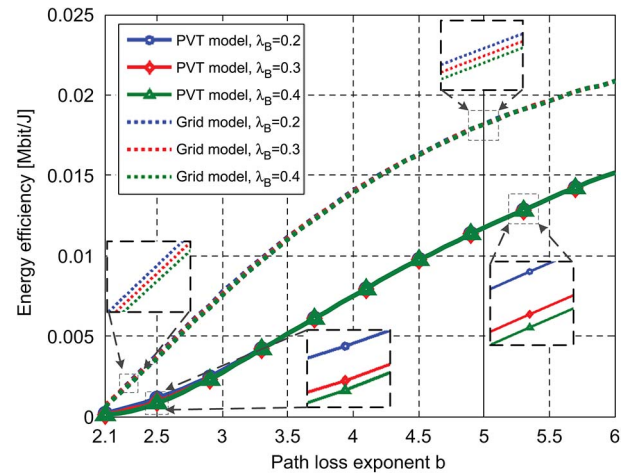 0.025
0.02
0.015
0.01
0.005
0
Energy efficiency [Mbit/J]
PVT model, λB=0.2
PVT model, λB=0.3
PVT model, λB=0.4
Grid model, λB=0.2
Grid model, λB=0.3
Grid model, λB=0.4
2.1 2.5 3 3.5 4 4.5 5 5.5 6
Path loss exponent b